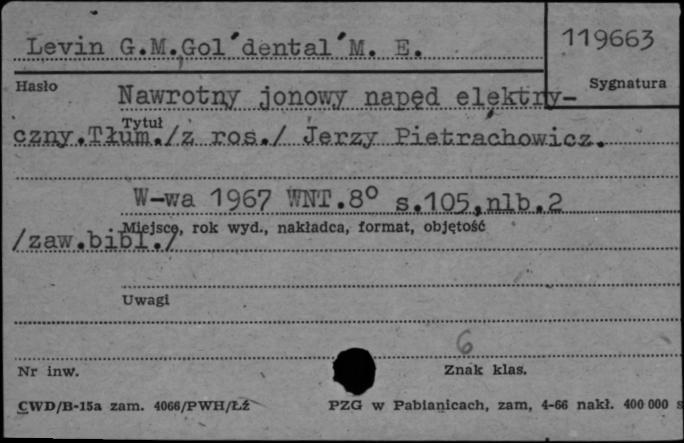 Levin G.M.,Gol'dental'M. E.
119663
Hasło
Sygnatura
Nawrotny jonowy napęd elektry-
Tytuł
czny.Tłum./z ros./ Jerzy Pietrachowicz.
W-wa 1967 WNT.8° s.105,nlb.2
Miejsce, rok wyd., nakładca, format, objętość
/zaw.bibl./
Uwagi
6
Nr inw.
Znak klas.
CWD/B-15a zam. 4066/PWH/Łź
PZG w Pabianicach, zam, 4-66 nakł. 400 000 s